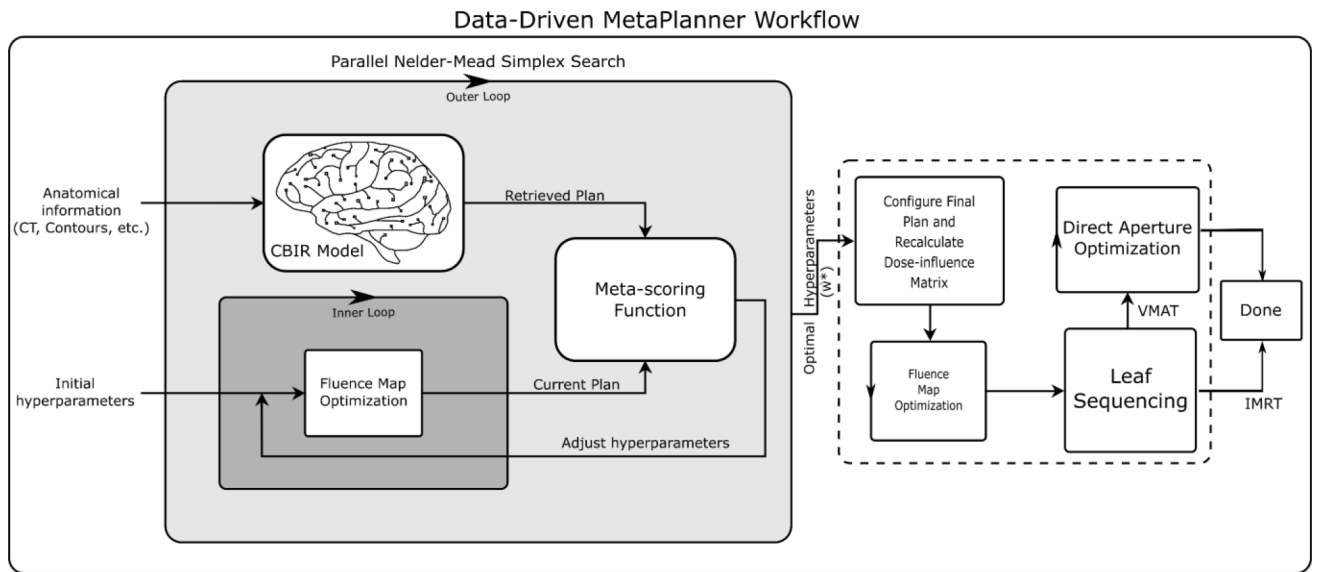 Data-Driven MetaPlanner Workflow
Parallel Nelder-Mead Simplex Search
Outer Loop
Anatomical
information
(CT, Contours, etc.)
CBIR Model
Retrieved Plan
Meta-scoring
Function
Inner Loop
Initial
hyperparameters
Fluence Map
Optimization
Current Plan
Adjust hyperparameters
Optimal Hyperparameters
(w*)
Configure Final
Plan and
Recalculate
Dose-influence
Matrix
Fluence
Map
Optimization
Leaf
Sequencing
VMAT
Direct Aperture
Optimization
IMRT
Done